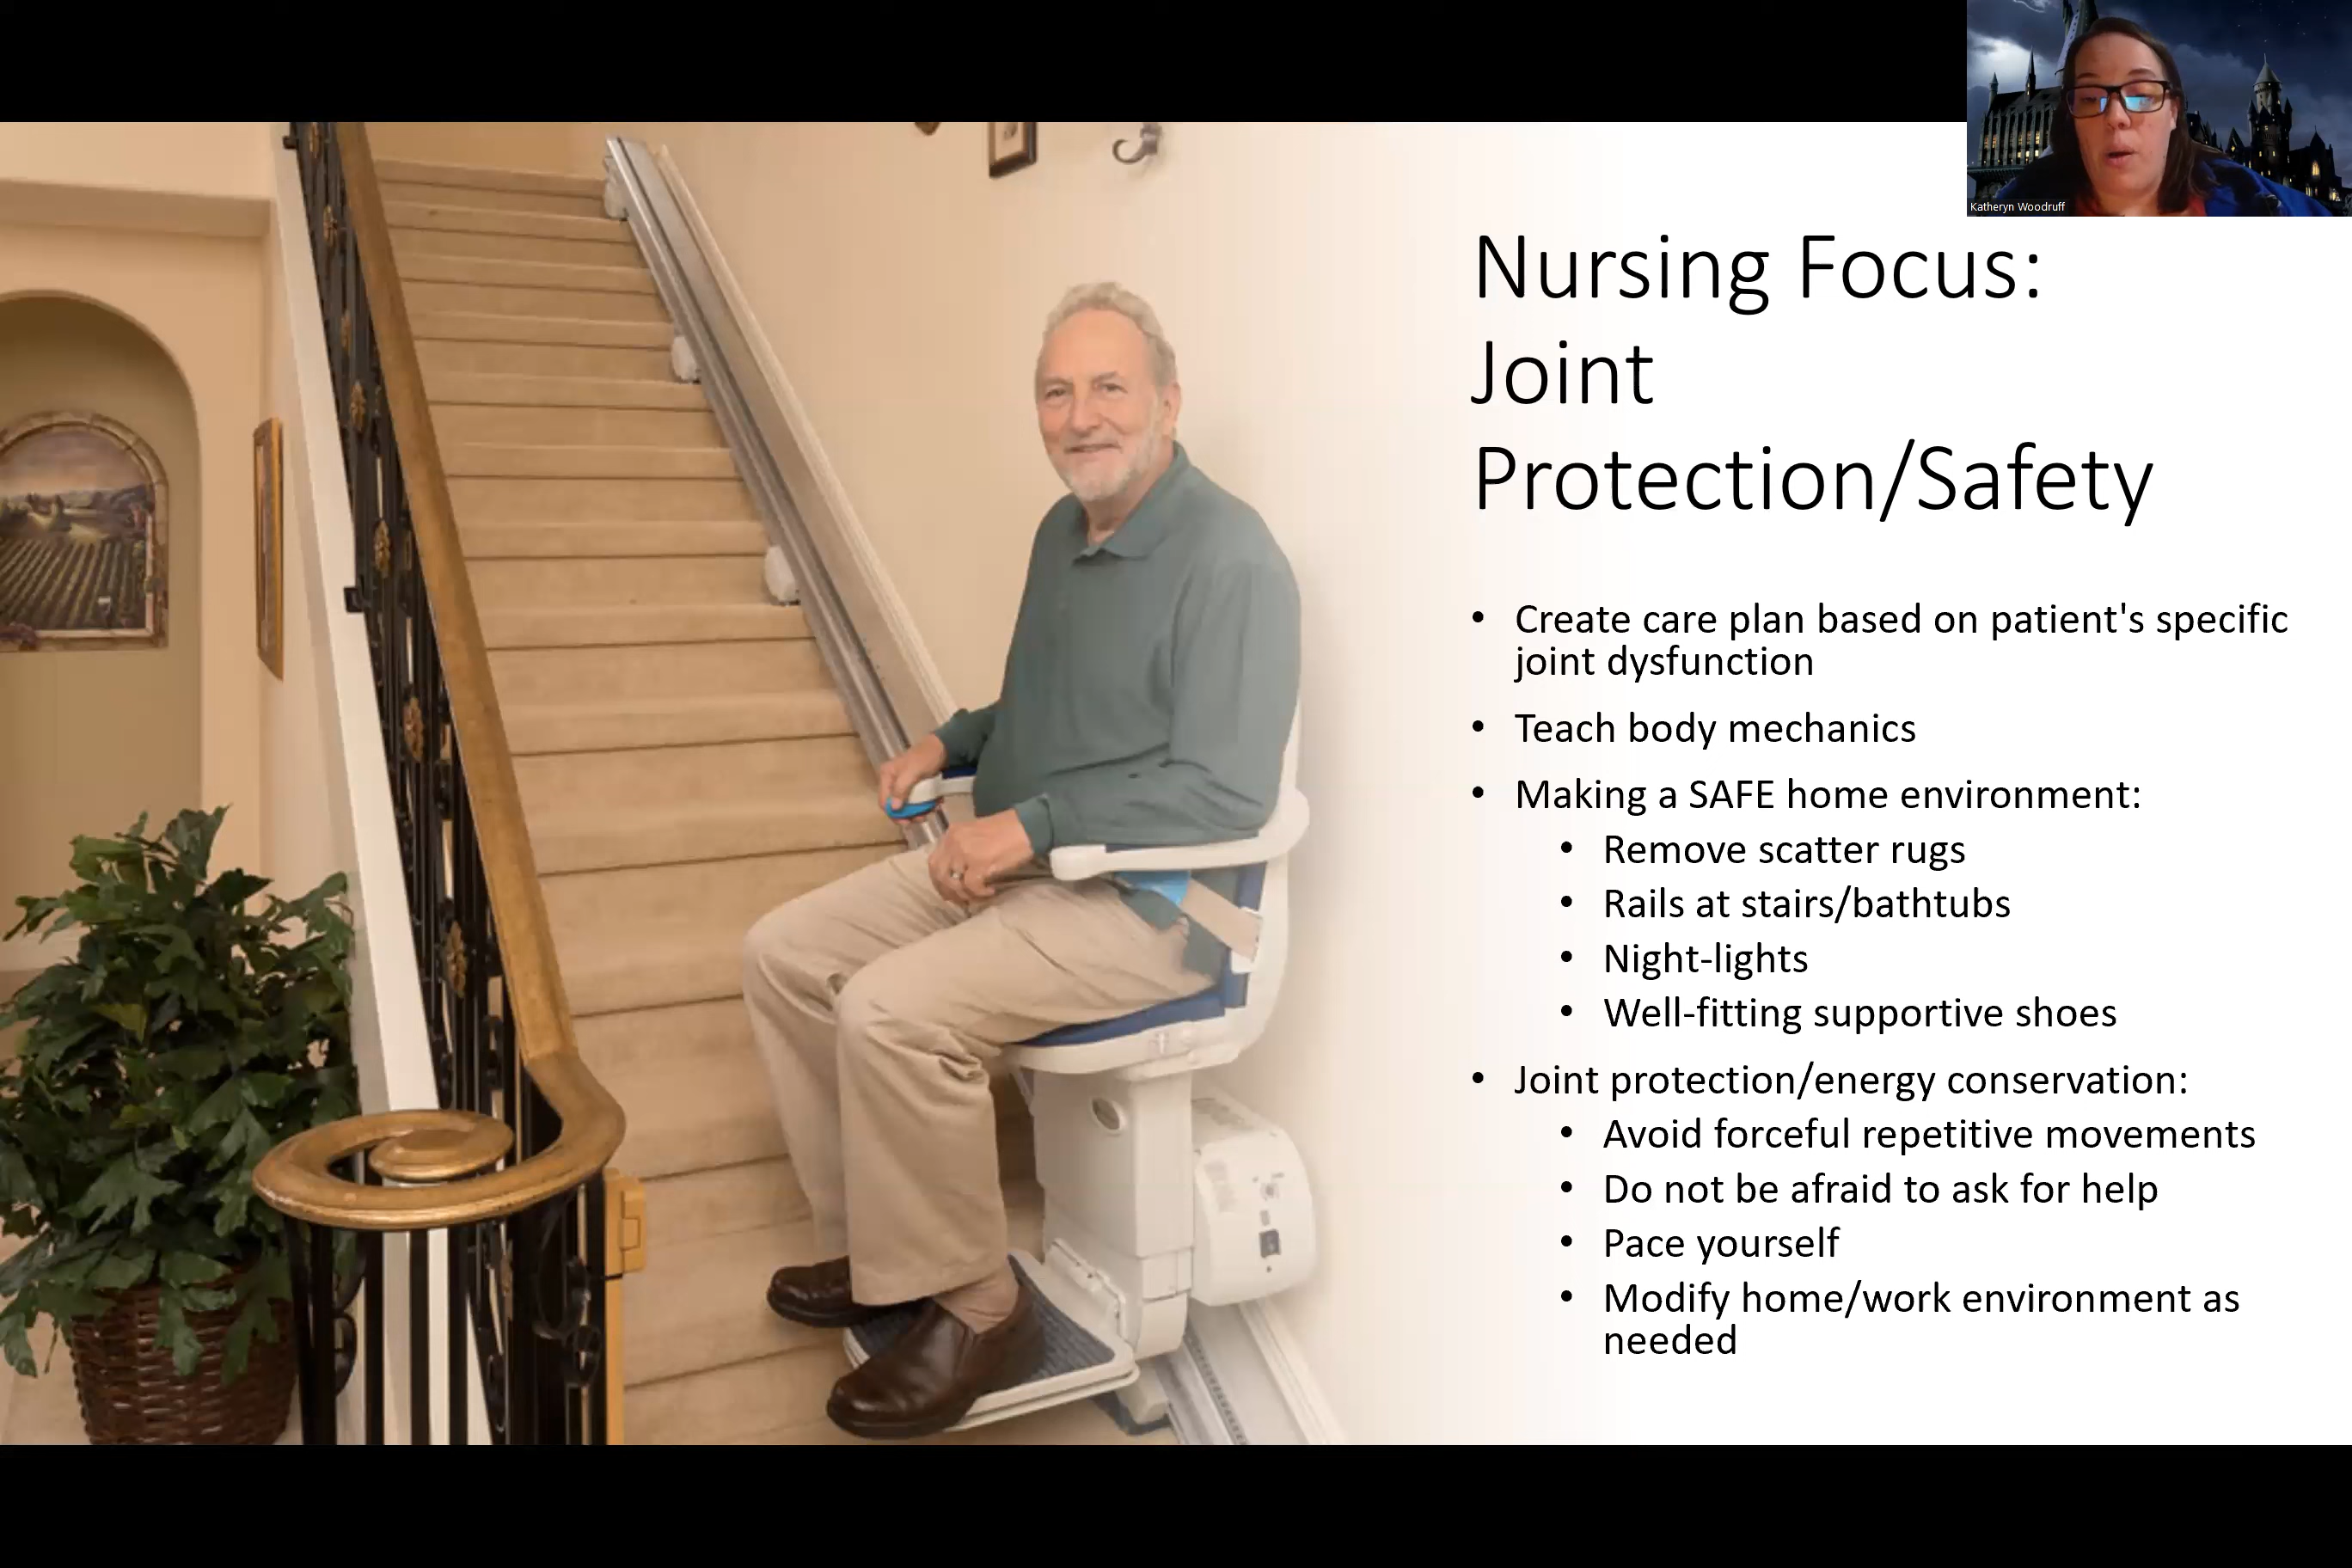 Katheryn Woodruff
Nursing Focus:
Joint
Protection/Safety
• Create care plan based on patient's specific
joint dysfunction
• Teach body mechanics
• Making a SAFE home environment:
• Remove scatter rugs
• Rails at stairs/bathtubs
• Night-lights
• Well-fitting supportive shoes
• Joint protection/energy conservation:
• Avoid forceful repetitive movements
• Do not be afraid to ask for help
• Pace yourself
• Modify home/work environment as
needed